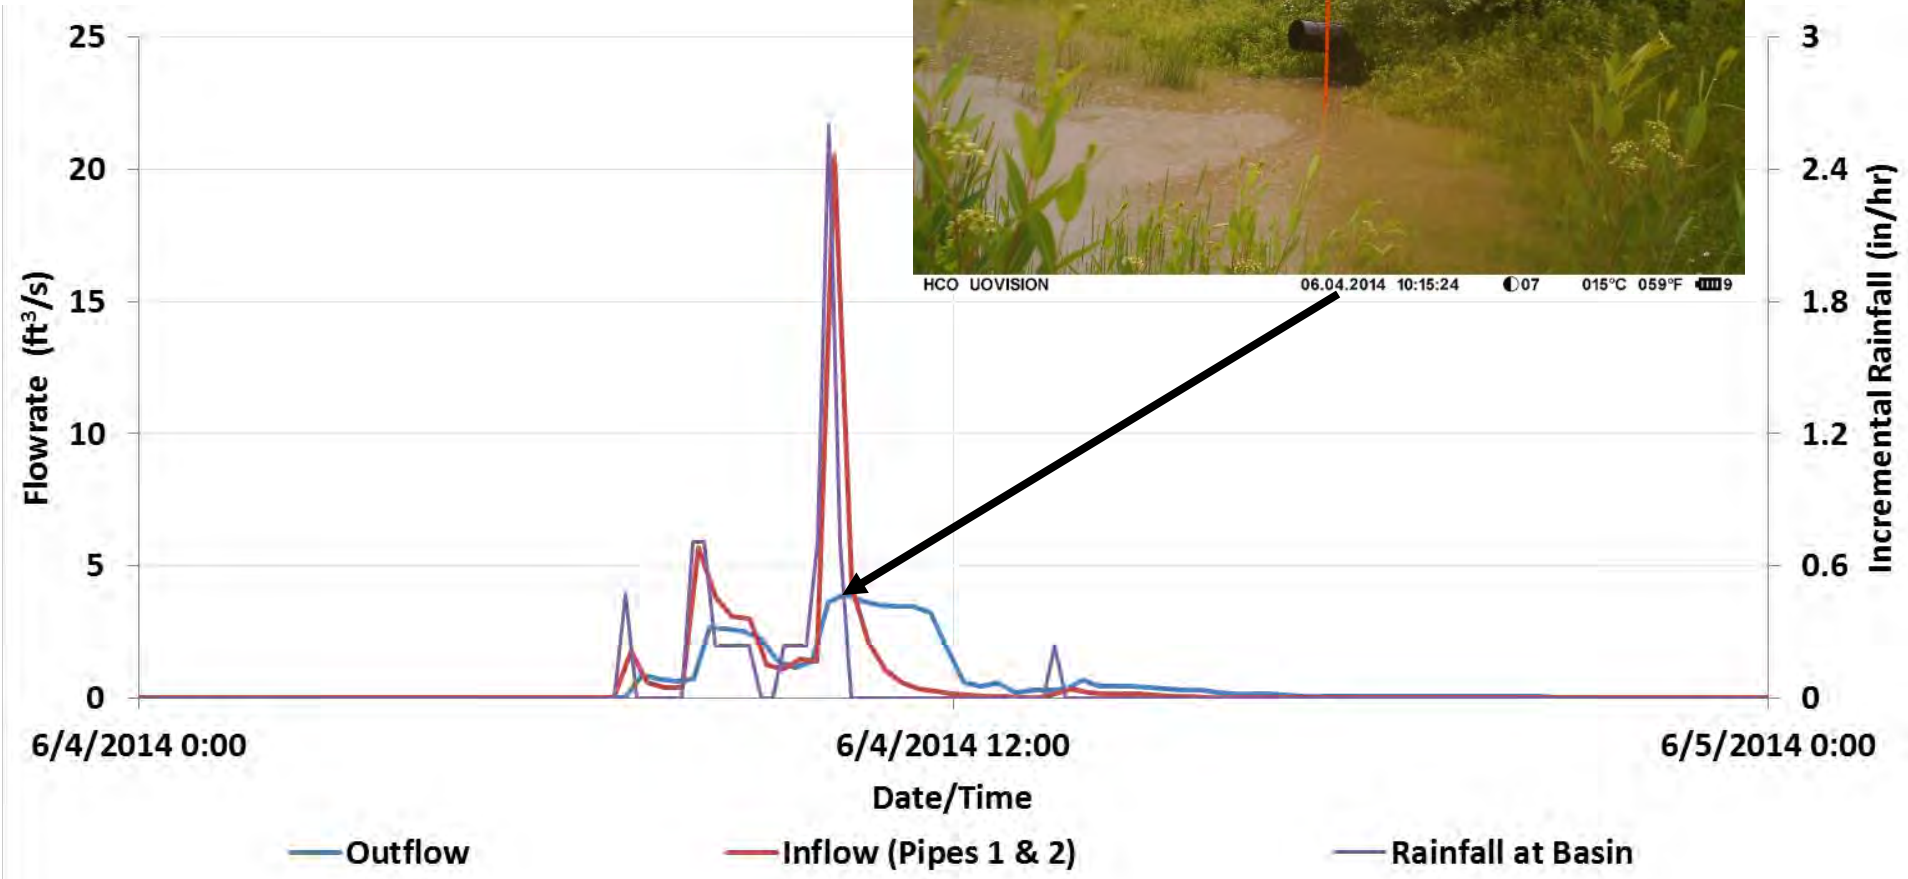 25
20
15
10
5
0
Flowrate (ft³/s)
3
2.4
1.8
1.2
0.6
0
Incremental Rainfall (in/hr)
HCO UOVISION 06.04.2014 10:15:24 07 015°C 059°F 9
6/4/2014 0:00 6/4/2014 12:00 6/5/2014 0:00
Date/Time
Outflow Inflow (Pipes 1 & 2) Rainfall at Basin